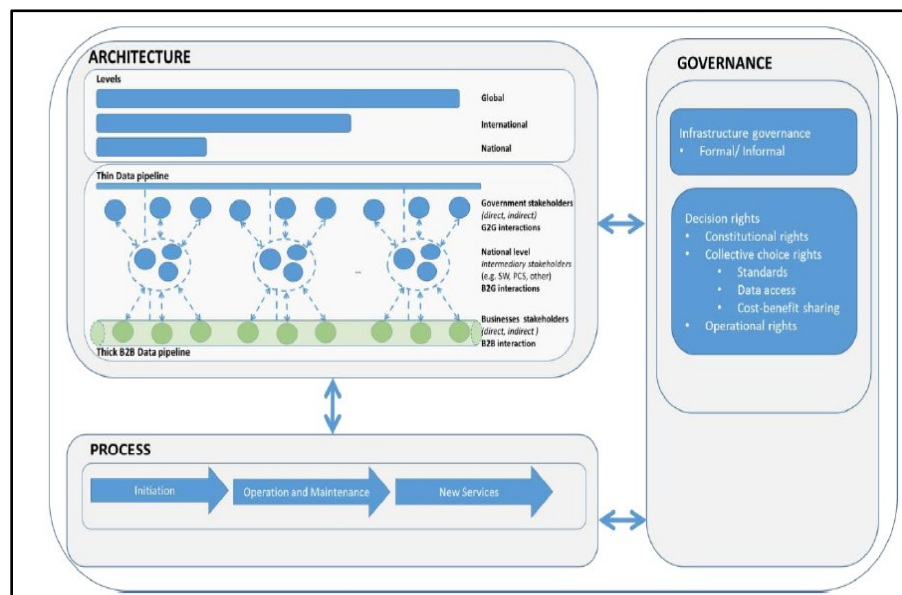 ARCHITECTURE
Levels
Global
International
National
Thin Data pipeline
Government stakeholders
(direct, indirect)
G2G interactions
National level
Intermediary stakeholders
(e.g. SW, PCS, other)
B2G interactions
...
Businesses stakeholders
(direct, indirect )
B2B interaction
Thick B2B Data pipeline
PROCESS
Initiation
Operation and Maintenance
New Services
GOVERNANCE
Infrastructure governance
• Formal/ Informal
Decision rights
• Constitutional rights
• Collective choice rights
• Standards
• Data access
• Cost-benefit sharing
• Operational rights